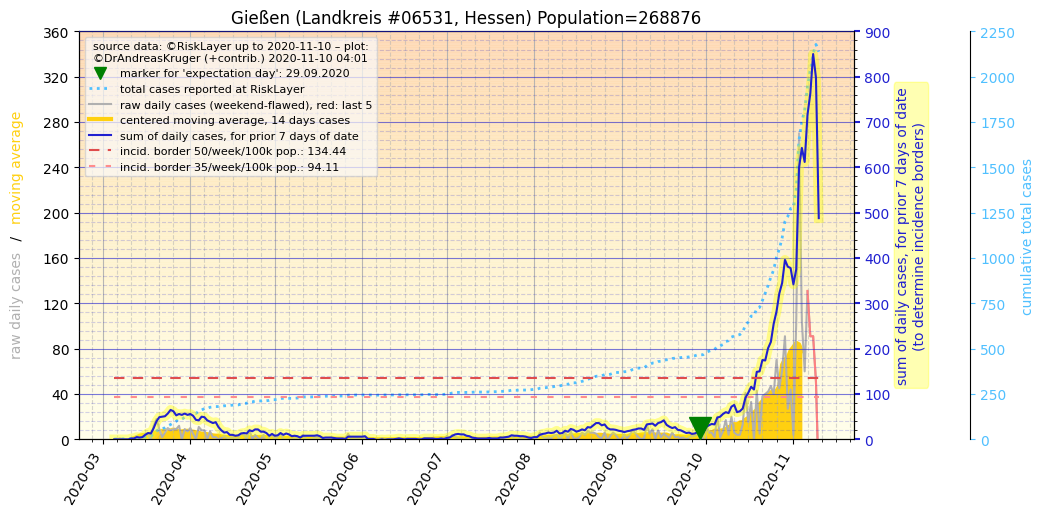 Gießen (Landkreis #06531, Hessen) Population=268876
source data: ©RiskLayer up to 2020-11-10 – plot:
©DrAndreasKruger (+contrib.) 2020-11-10 04:01
marker for 'expectation day': 29.09.2020
total cases reported at RiskLayer
raw daily cases (weekend-flawed), red: last 5
centered moving average, 14 days cases
sum of daily cases, for prior 7 days of date
incid. border 50/week/100k pop.: 134.44
incid. border 35/week/100k pop.: 94.11
raw daily cases / moving average
360
320
280
240
200
160
120
80
40
0
900
800
700
600
500
400
300
200
100
0
sum of daily cases, for prior 7 days of date
(to determine incidence borders)
2250
2000
1750
1500
1250
1000
750
500
250
0
cumulative total cases
2020-03
2020-04
2020-05
2020-06
2020-07
2020-08
2020-09
2020-10
2020-11